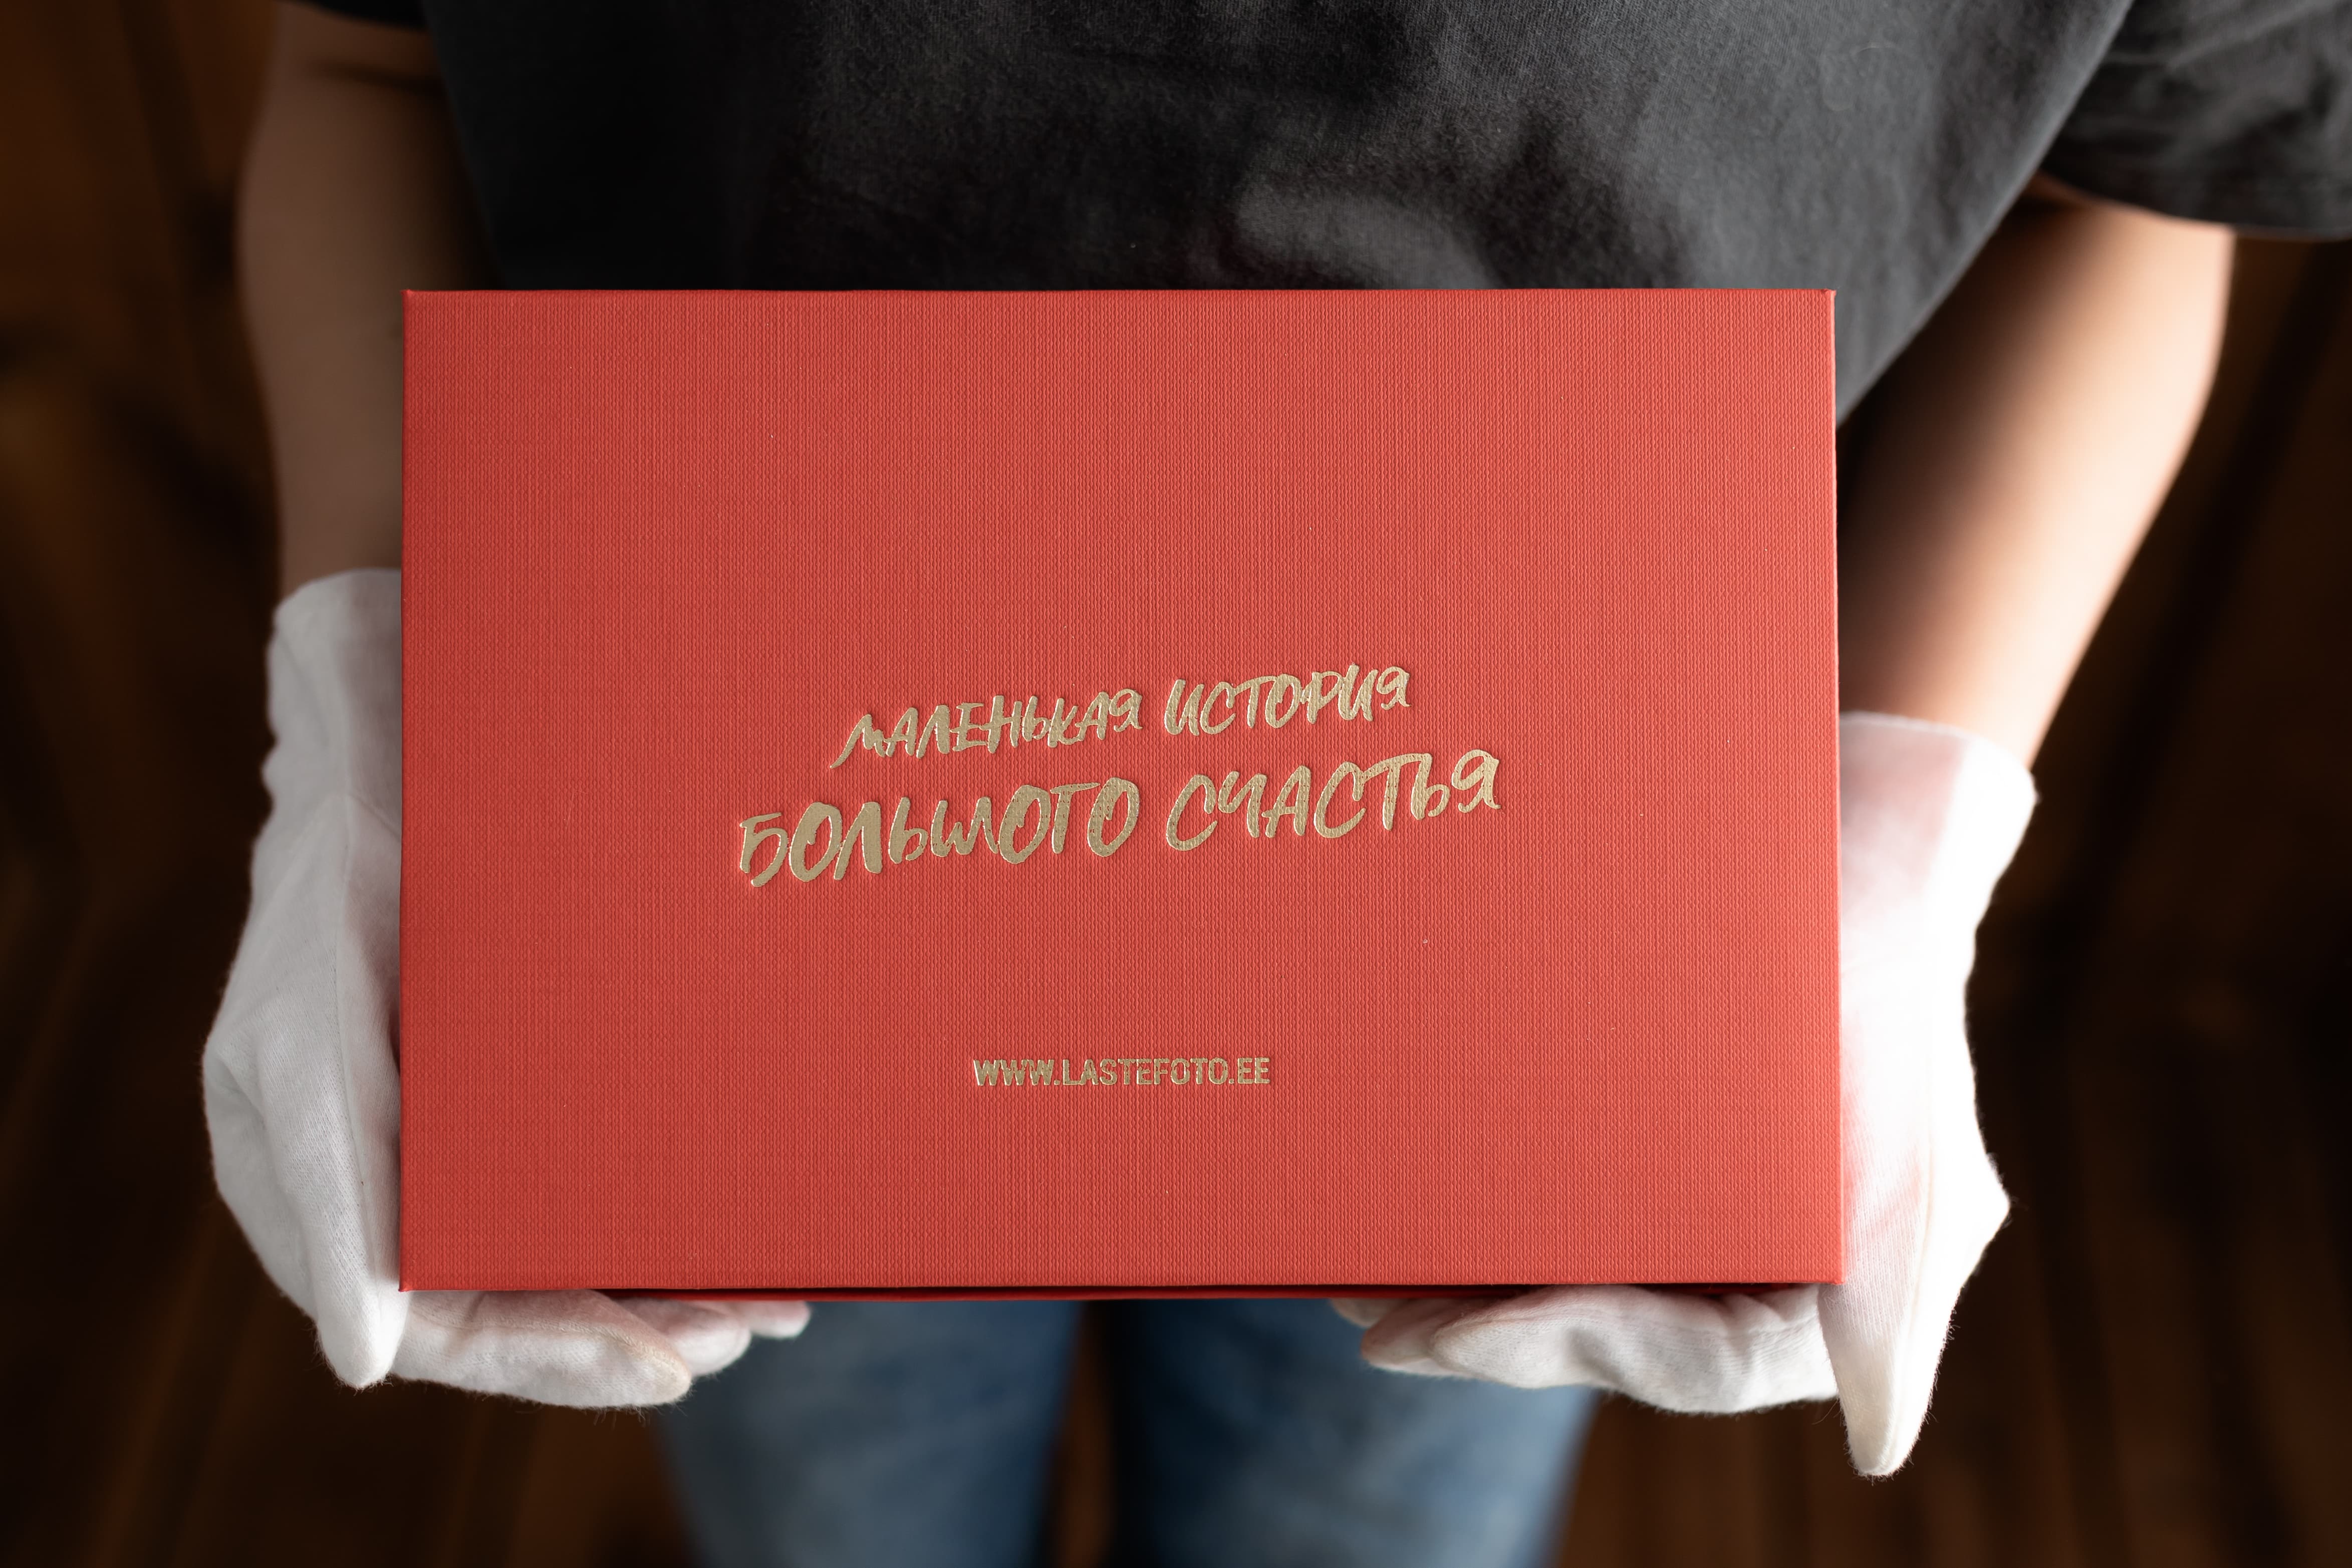 МАЛЕНЬКАЯ ИСТОРИЯ
БОЛЬШОГО СЧАСТЬЯ
WWW.LASTEFOTO.EE